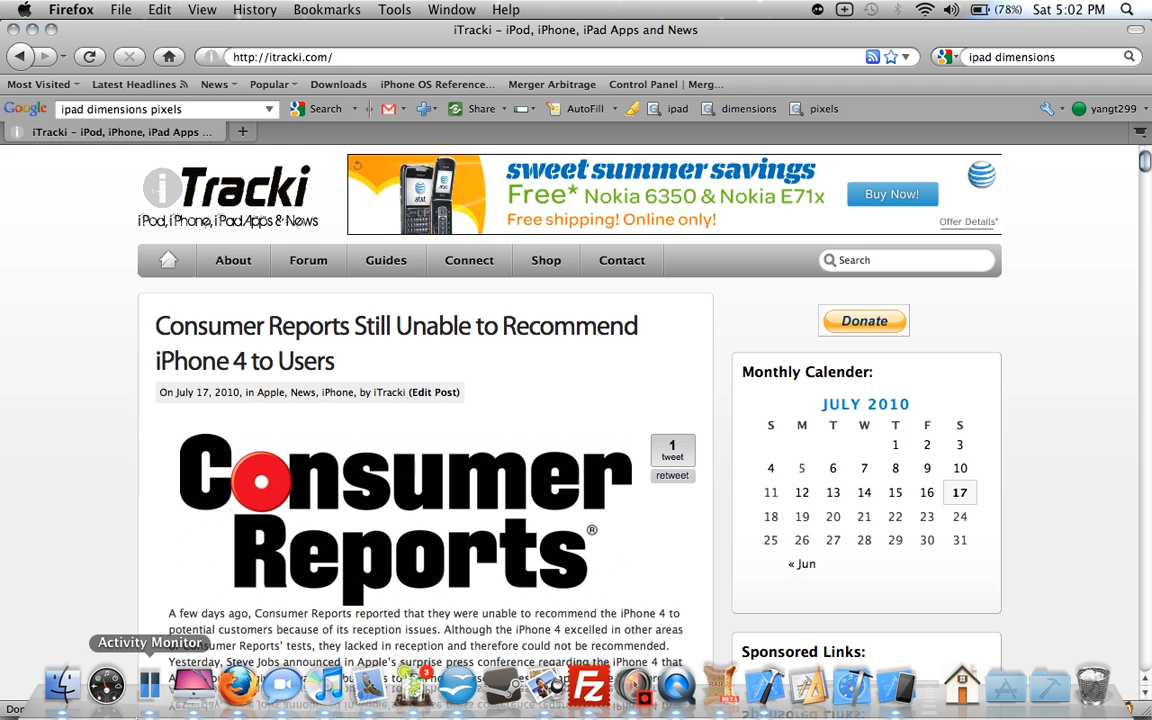 Firefox File Edit View History Bookmarks Tools Window Help (78%) Sat 5:02 PM
iTracki – iPod, iPhone, iPad Apps and News
http://itracki.com/ ipad dimensions
Most Visited Latest Headlines News Popular Downloads iPhone OS Reference... Merger Arbitrage Control Panel | Merg...
Google ipad dimensions pixels Search Share AutoFill ipad dimensions pixels yangt299
iTracki – iPod, iPhone, iPad Apps ...
iTracki
iPod, iPhone, iPad Apps & News
at&t
sweet summer savings
Free* Nokia 6350 & Nokia E71x
Free shipping! Online only!
Buy Now!
at&t
Offer Details*
About Forum Guides Connect Shop Contact Search
Consumer Reports Still Unable to Recommend
iPhone 4 to Users
On July 17, 2010, in Apple, News, iPhone, by iTracki (Edit Post)
1
tweet
retweet
Consumer
Reports®
A few days ago, Consumer Reports reported that they were unable to recommend the iPhone 4 to
potential customers because of its reception issues. Although the iPhone 4 excelled in other areas
Consumer Reports' tests, they lacked in reception and therefore could not be recommended.
Yesterday, Steve Jobs announced in Apple's surprise press conference regarding the iPhone 4 that
Donate
Monthly Calender:
JULY 2010
S M T W T F S
1 2 3
4 5 6 7 8 9 10
11 12 13 14 15 16 17
18 19 20 21 22 23 24
25 26 27 28 29 30 31
« Jun
Sponsored Links:
Activity Monitor
3
Fz
RAR
Don